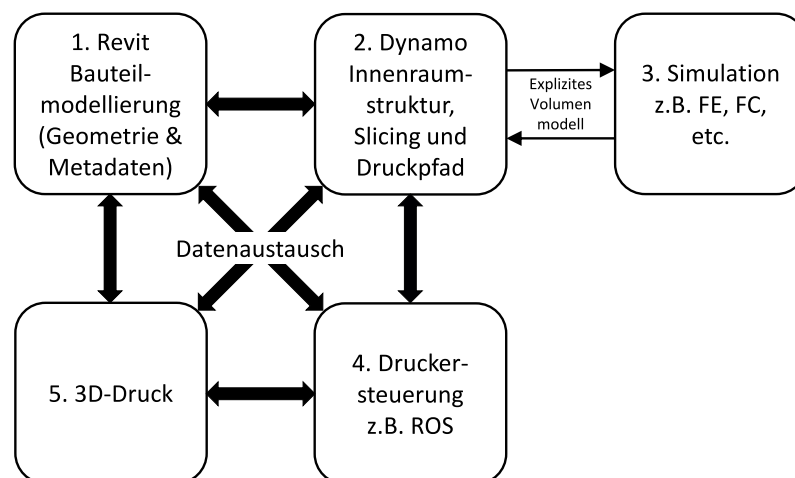 1. Revit
Bauteil-
modellierung
(Geometrie &
Metadaten)
2. Dynamo
Innenraum-
struktur,
Slicing und
Druckpfad
Explizites
Volumen
modell
3. Simulation
z.B. FE, FC,
etc.
Datenaustausch
5. 3D-Druck
4. Drucker-
steuerung
z.B. ROS